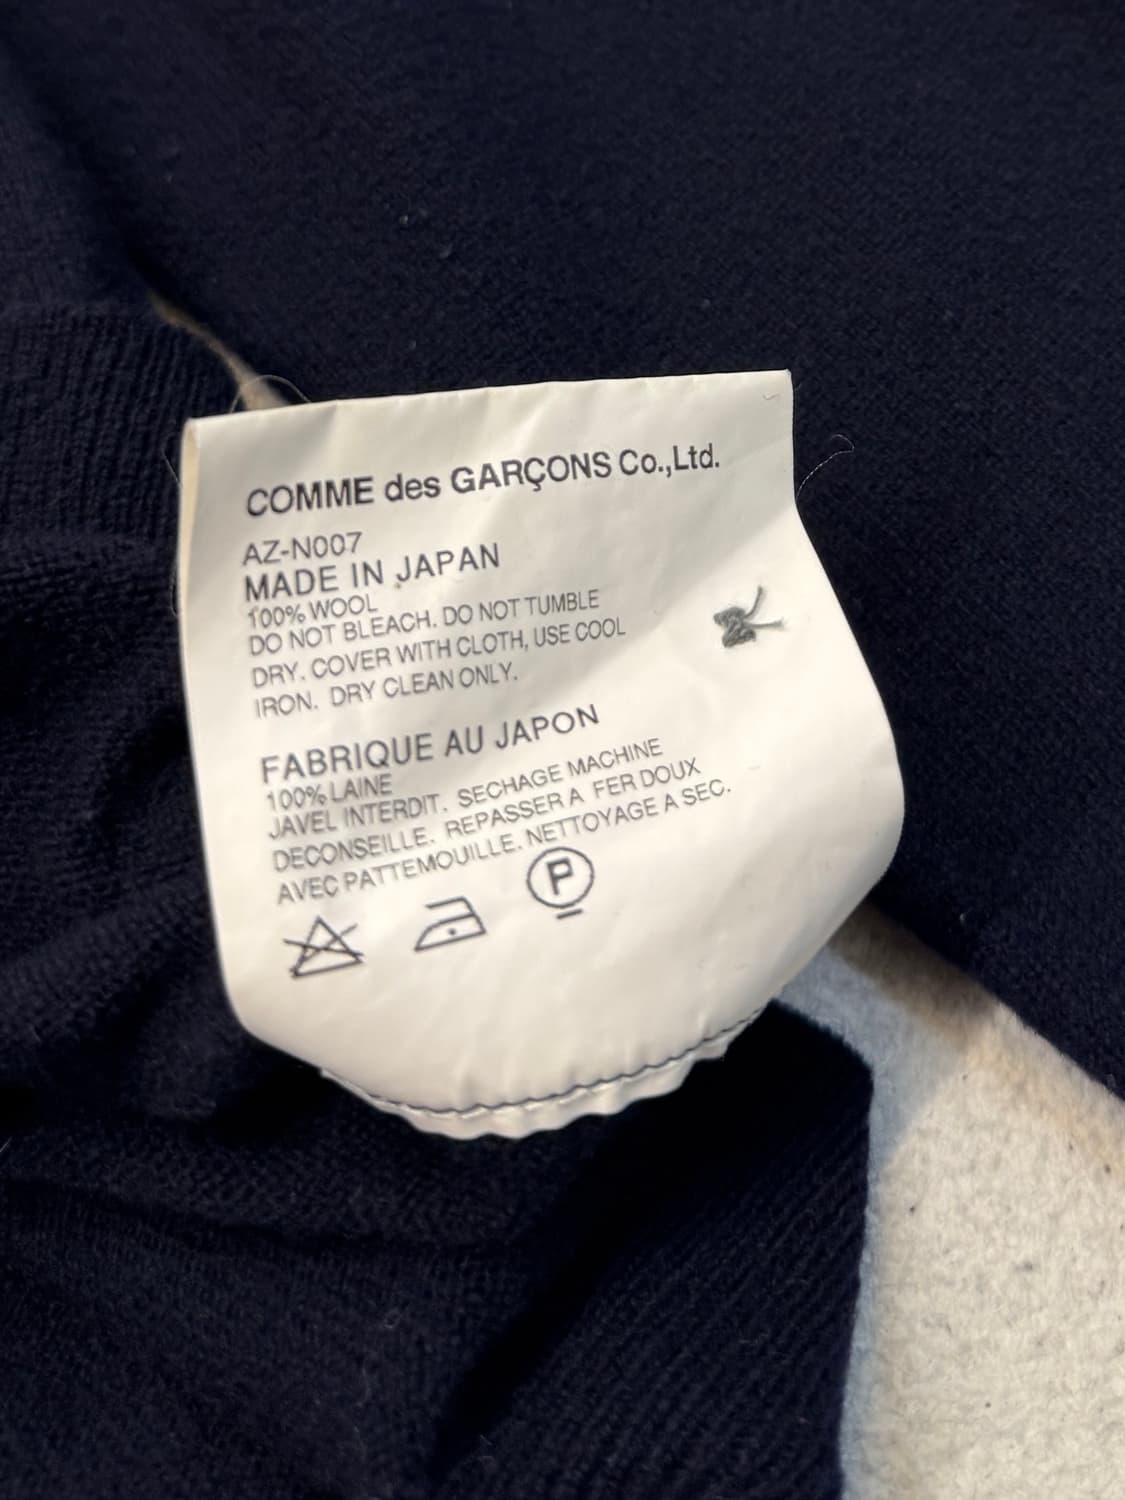 COMME des GARÇONS Co.,Ltd.
AZ-N007
MADE IN JAPAN
100% WOOL
DO NOT BLEACH. DO NOT TUMBLE
DRY. COVER WITH CLOTH, USE COOL
IRON. DRY CLEAN ONLY.
FABRIQUE AU JAPON
100% LAINE
JAVEL INTERDIT. SECHAGE MACHINE
DECONSEILLE. REPASSER A FER DOUX
AVEC PATTEMOUILLE. NETTOYAGE A SEC.
P